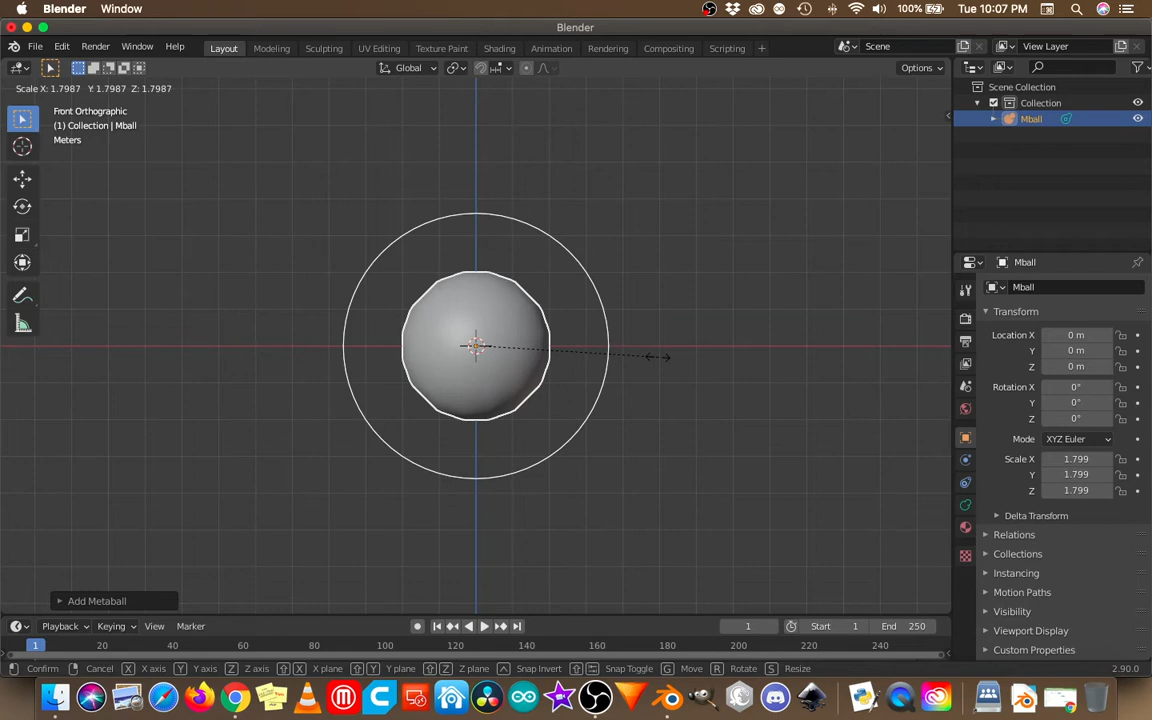 Blender Window 100% Tue 10:07 PM
Blender
File Edit Render Window Help Layout Modeling Sculpting UV Editing Texture Paint Shading Animation Rendering Compositing Scripting + Scene View Layer
Global Options
Scale X: 1.7987 Y: 1.7987 Z: 1.7987
Front Orthographic
(1) Collection | Mball
Meters
Scene Collection
Collection
Mball
Mball
Mball
Transform
Location X 0 m
Y 0 m
Z 0 m
Rotation X 0°
Y 0°
Z 0°
Mode XYZ Euler
Scale X 1.799
Y 1.799
Z 1.799
Delta Transform
Relations
Collections
Instancing
Motion Paths
Visibility
Viewport Display
Custom Properties
Add Metaball
Playback Keying View Marker 1 Start 1 End 250
1 20 40 60 80 100 120 140 160 180 200 220 240
Confirm Cancel X X axis Y Y axis Z Z axis X X plane Y Y plane Z Z plane Snap Invert Snap Toggle G Move R Rotate S Resize 2.90.0